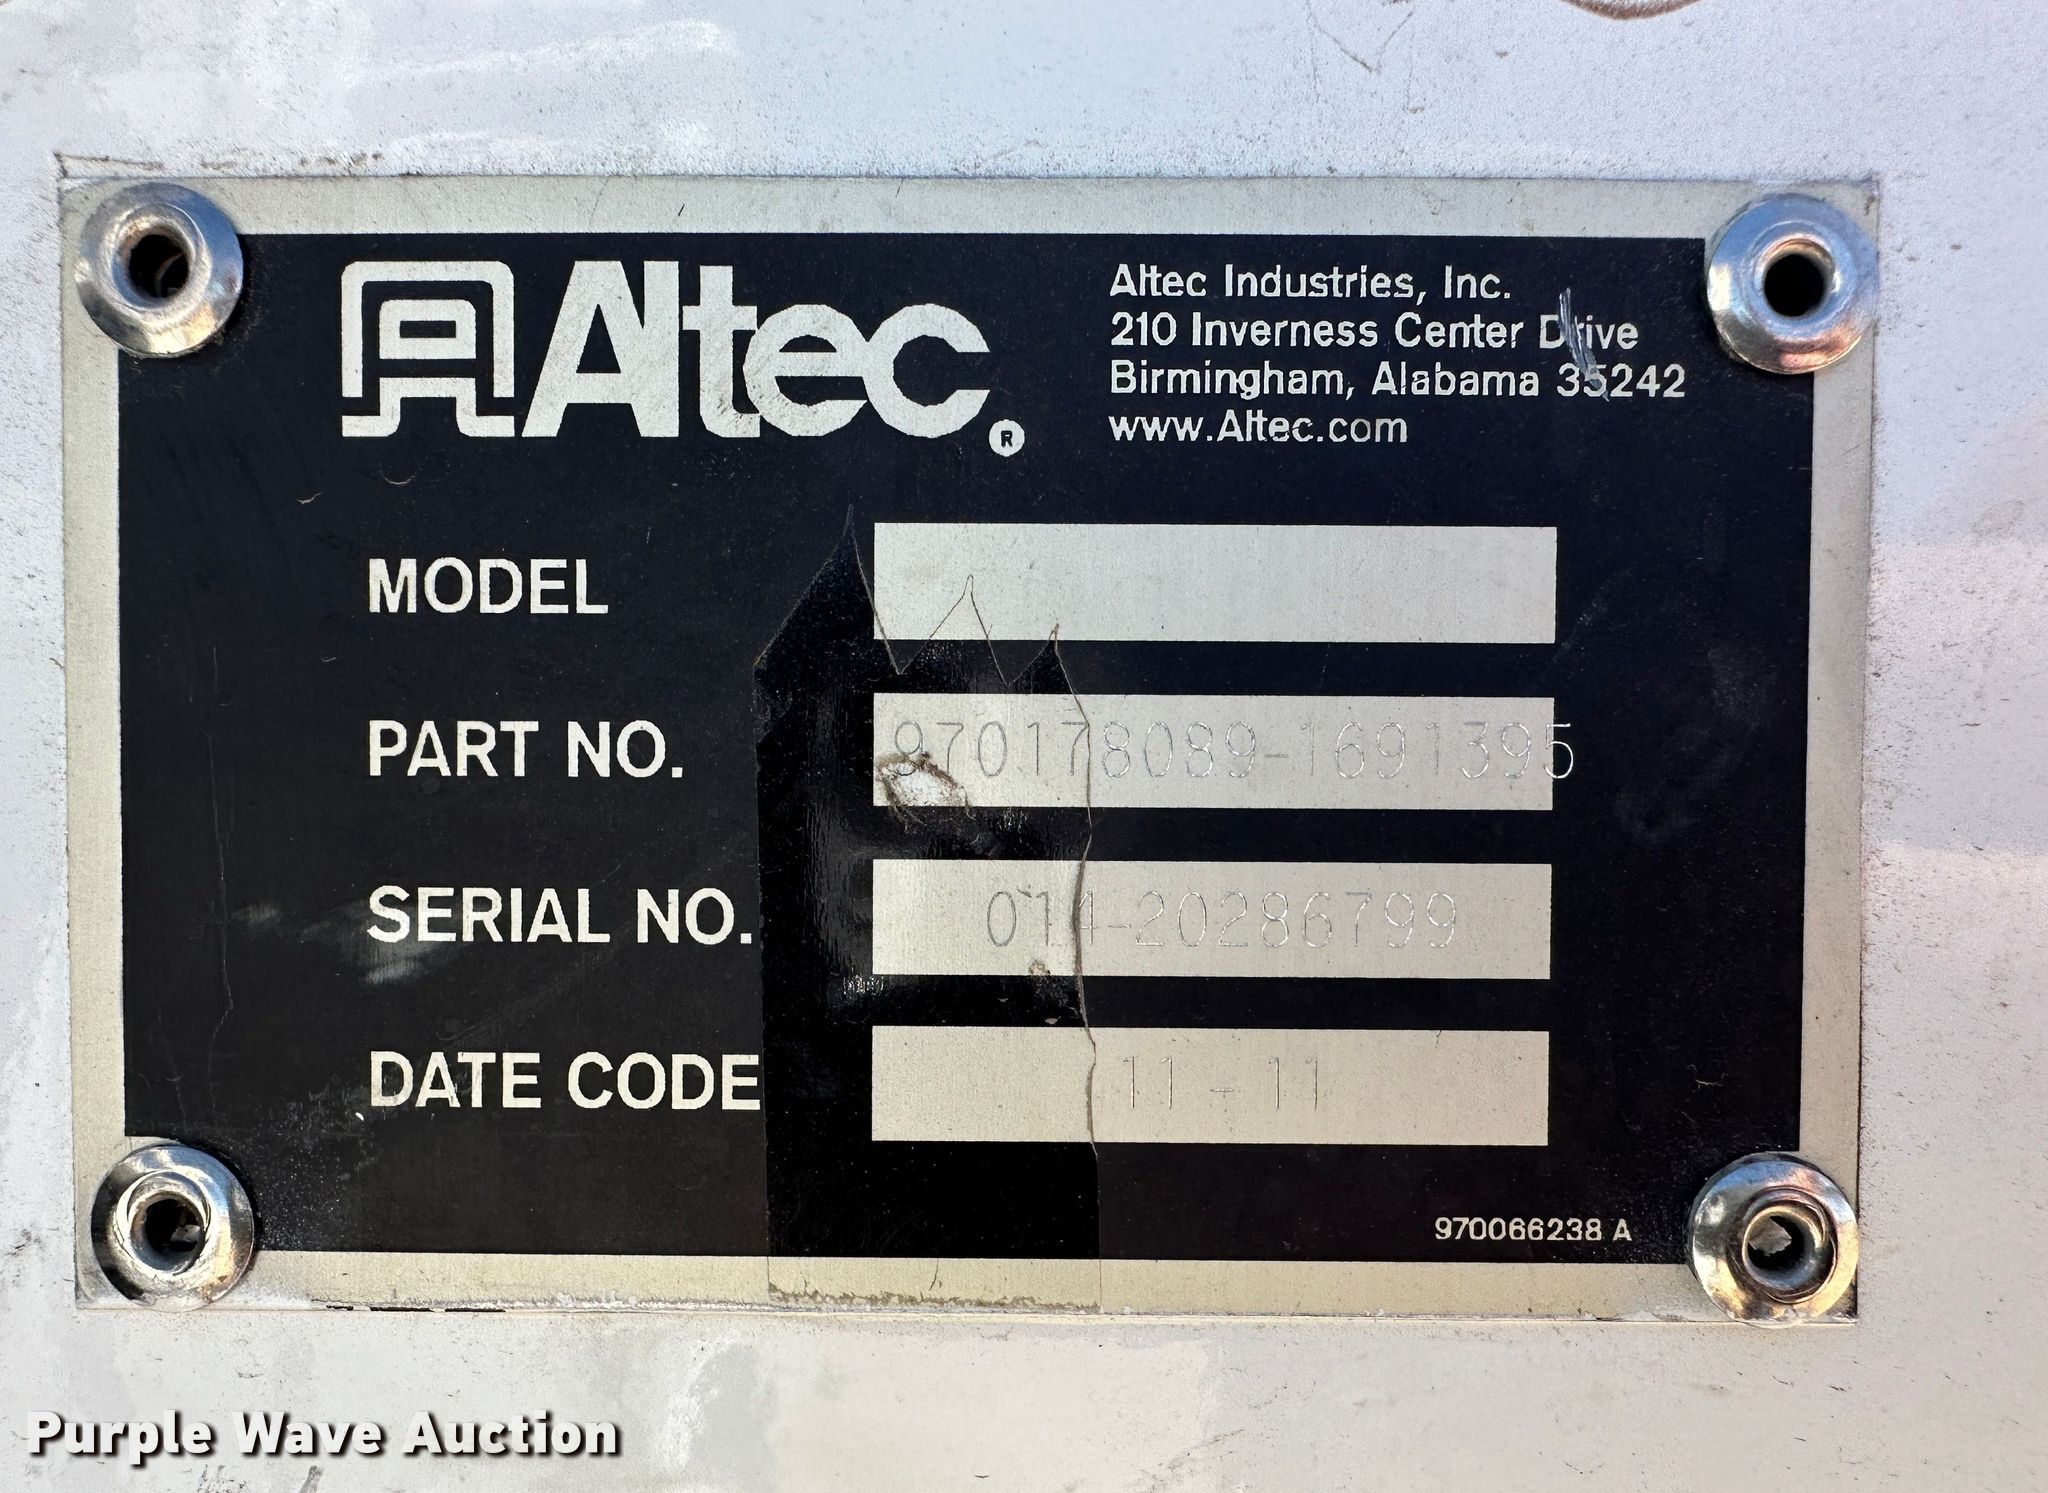 Altec®
Altec Industries, Inc.
210 Inverness Center Drive
Birmingham, Alabama 35242
www.Altec.com
MODEL
PART NO. 970178089-1691395
SERIAL NO. 014-20286799
DATE CODE 11-11
970066238 A
Purple Wave Auction